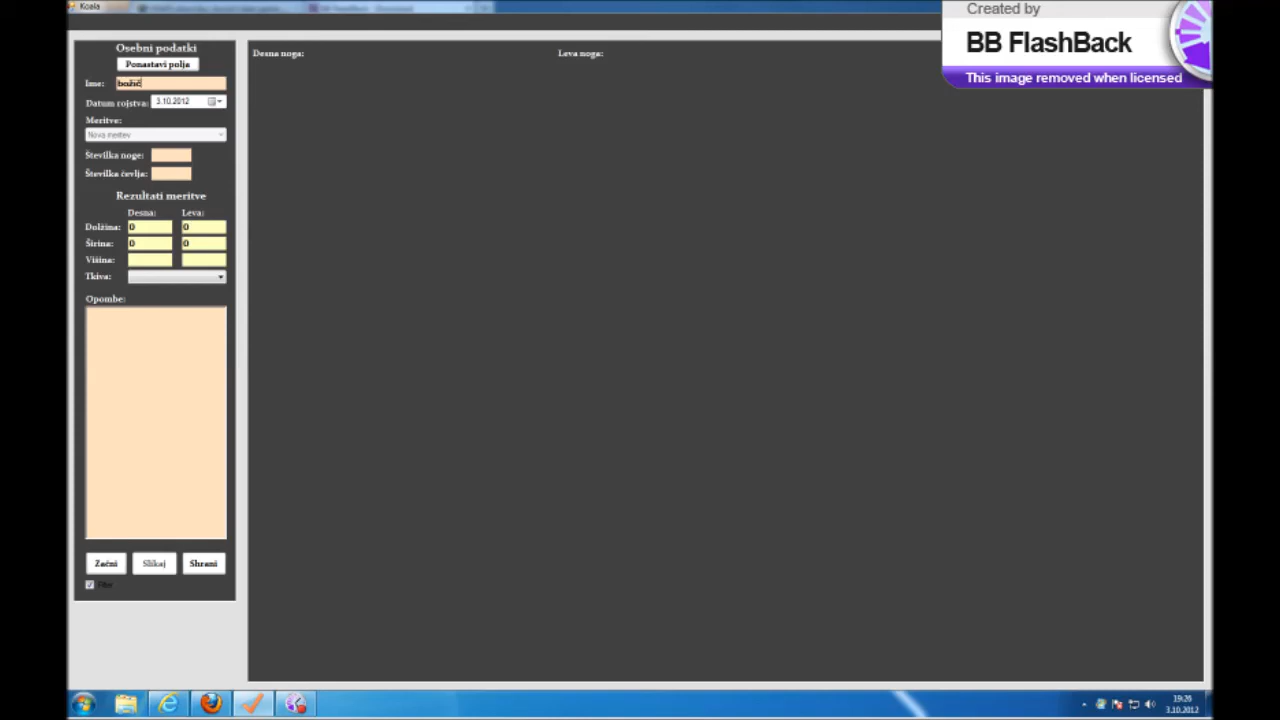 Koala
Created by
BB FlashBack
This image removed when licensed
Osebni podatki
Ponastavi polja
Ime: božič
Datum rojstva: 3.10.2012
Meritve:
Nova meritev
Številka noge:
Številka čevlja:
Rezultati meritve
Desna: Leva:
Dolžina: 0 0
Širina: 0 0
Višina:
Tkiva:
Opombe:
Začni Slikaj Shrani
Filter
Desna noga: Leva noga:
19:26
3.10.2012